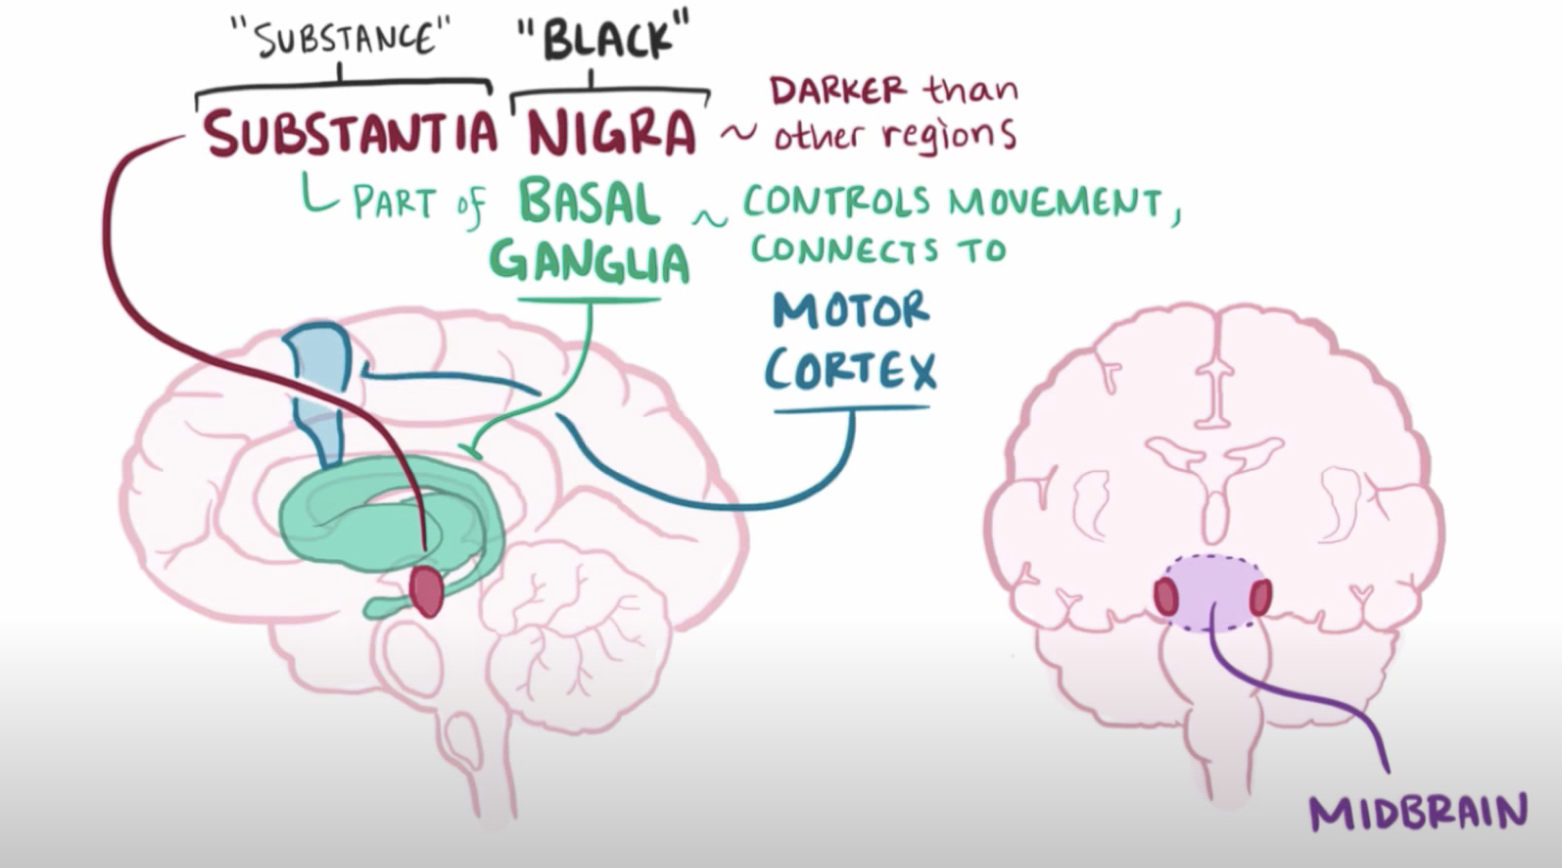 "SUBSTANCE" "BLACK"
SUBSTANTIA NIGRA ~ DARKER than
other regions
PART of BASAL ~ CONTROLS MOVEMENT,
GANGLIA CONNECTS TO
MOTOR
CORTEX
MIDBRAIN